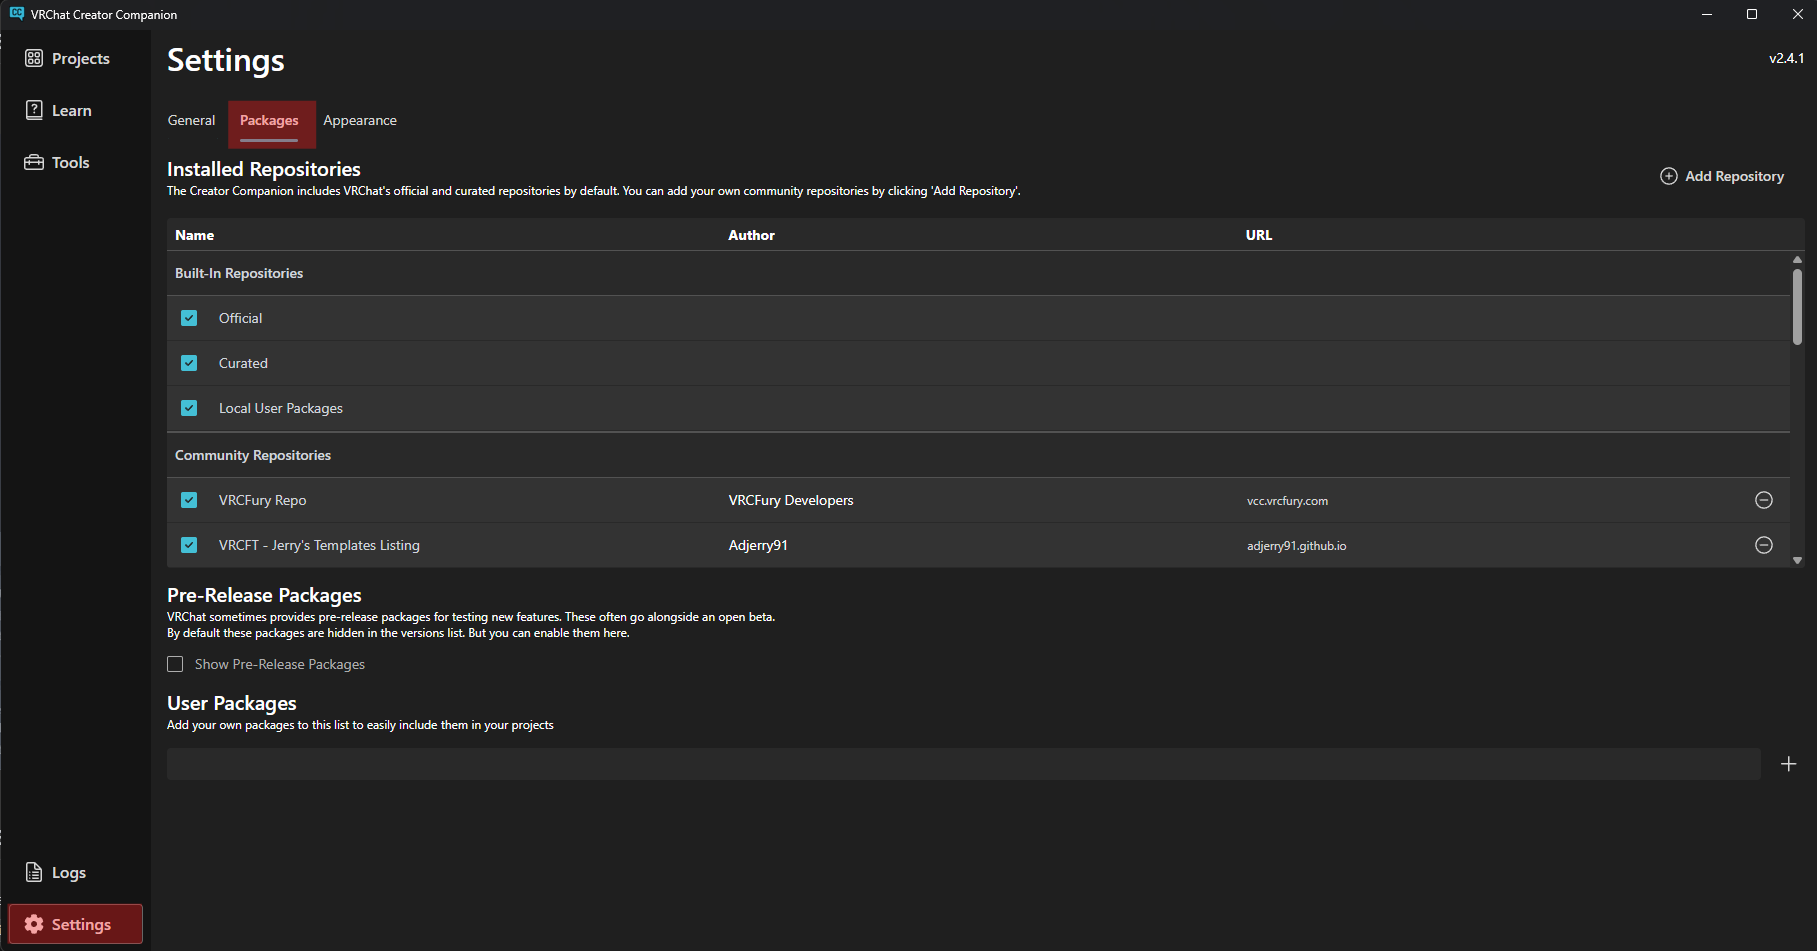 VRChat Creator Companion
Projects
Learn
Tools
Logs
Settings
Settings
v2.4.1
General
Packages
Appearance
Installed Repositories
The Creator Companion includes VRChat's official and curated repositories by default. You can add your own community repositories by clicking 'Add Repository'.
Add Repository
Name Author URL
Built-In Repositories
Official
Curated
Local User Packages
Community Repositories
VRCFury Repo VRCFury Developers vcc.vrcfury.com
VRCFT - Jerry's Templates Listing Adjerry91 adjerry91.github.io
Pre-Release Packages
VRChat sometimes provides pre-release packages for testing new features. These often go alongside an open beta.
By default these packages are hidden in the versions list. But you can enable them here.
Show Pre-Release Packages
User Packages
Add your own packages to this list to easily include them in your projects